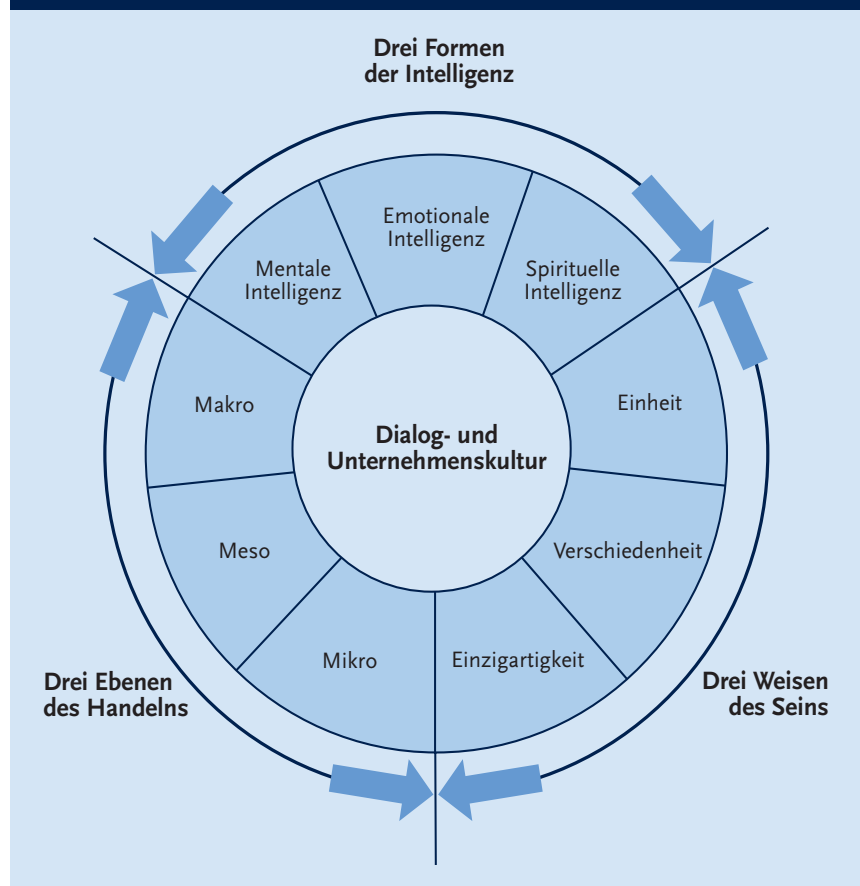 Drei Formen
der Intelligenz
Emotionale
Intelligenz
Mentale
Intelligenz
Spirituelle
Intelligenz
Makro
Einheit
Dialog- und
Unternehmenskultur
Meso
Verschiedenheit
Mikro
Einzigartigkeit
Drei Ebenen
des Handelns
Drei Weisen
des Seins